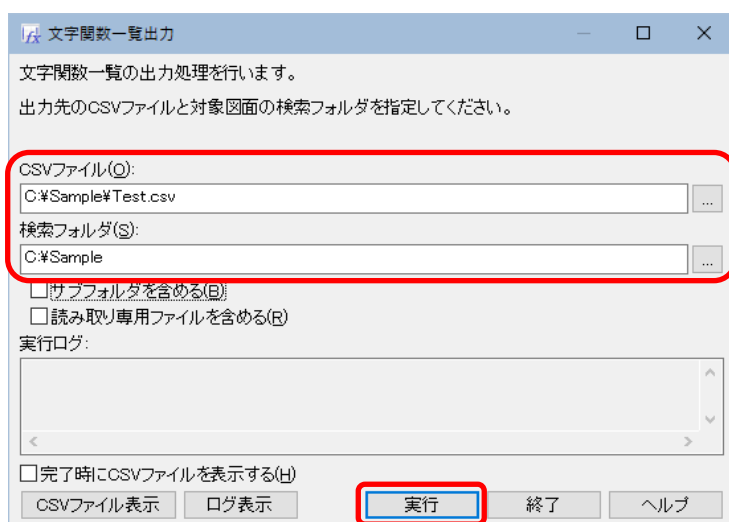 文字関数一覧出力
文字関数一覧の出力処理を行います。
出力先のCSVファイルと対象図面の検索フォルダを指定してください。
CSVファイル(O):
C:¥Sample¥Test.csv
...
検索フォルダ(S):
C:¥Sample
...
サブフォルダを含める(B)
読み取り専用ファイルを含める(R)
実行ログ:
完了時にCSVファイルを表示する(H)
CSVファイル表示 ログ表示 実行 終了 ヘルプ